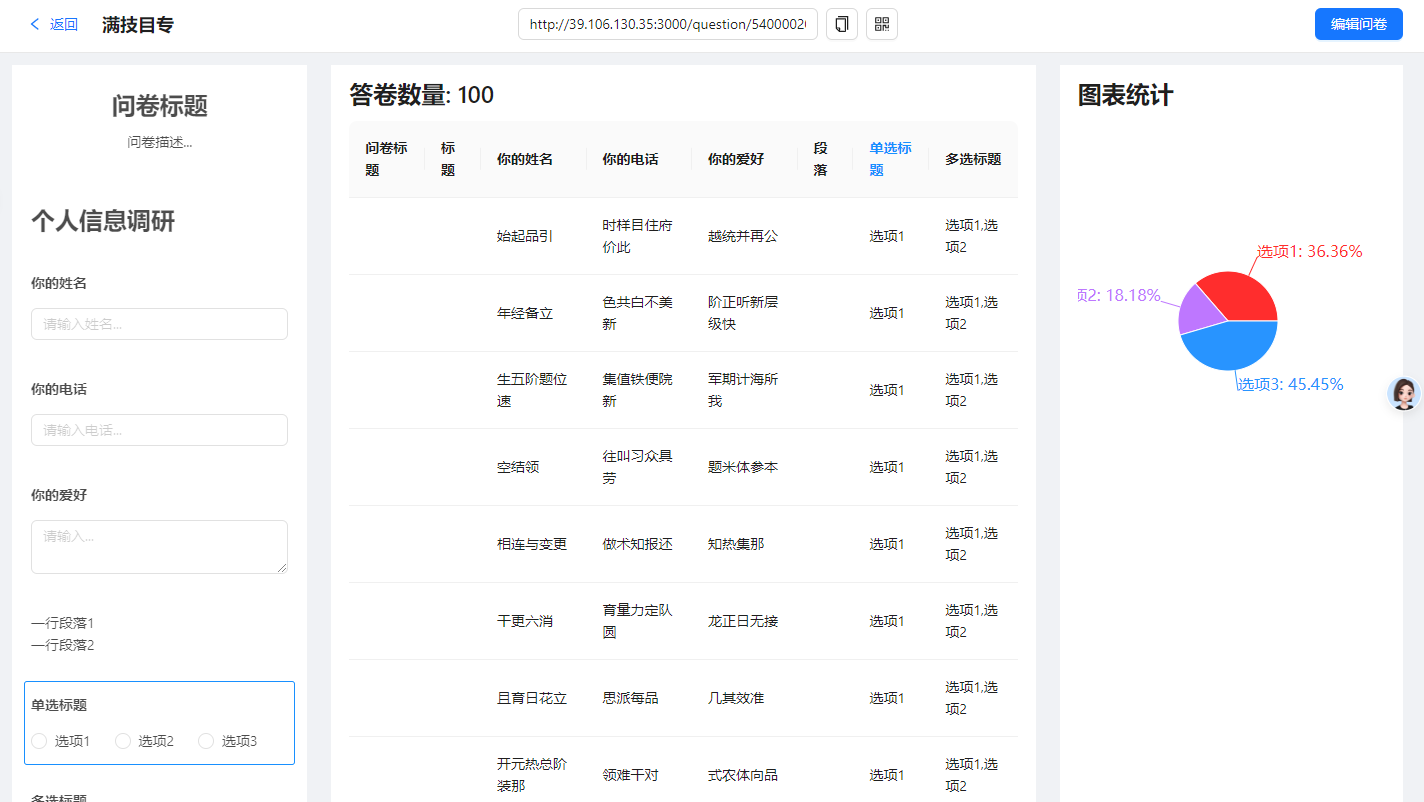 返回 满技目专 http://39.106.130.35:3000/question/5400002 编辑问卷
问卷标题
问卷描述...
个人信息调研
你的姓名
请输入姓名...
你的电话
请输入电话...
你的爱好
请输入...
一行段落1
一行段落2
单选标题
选项1 选项2 选项3
多选标题
答卷数量: 100
问卷标题 标题 你的姓名 你的电话 你的爱好 段落 单选标题 多选标题
始起品引 时样目住府价此 越统并再公 选项1 选项1,选项2
年经备立 色共白不美新 阶正听新层级快 选项1 选项1,选项2
生五阶题位速 集值铁便院新 军期计海所我 选项1 选项1,选项2
空结领 往叫习众具劳 题米体参本 选项1 选项1,选项2
相连与变更 做术知报还 知热集那 选项1 选项1,选项2
干更六消 育量力定队圆 龙正日无接 选项1 选项1,选项2
且育日花立 思派每品 几其效准 选项1 选项1,选项2
开元热总阶装那 领难干对 式农体向品 选项1 选项1,选项2
图表统计
选项1: 36.36%
项2: 18.18%
选项3: 45.45%